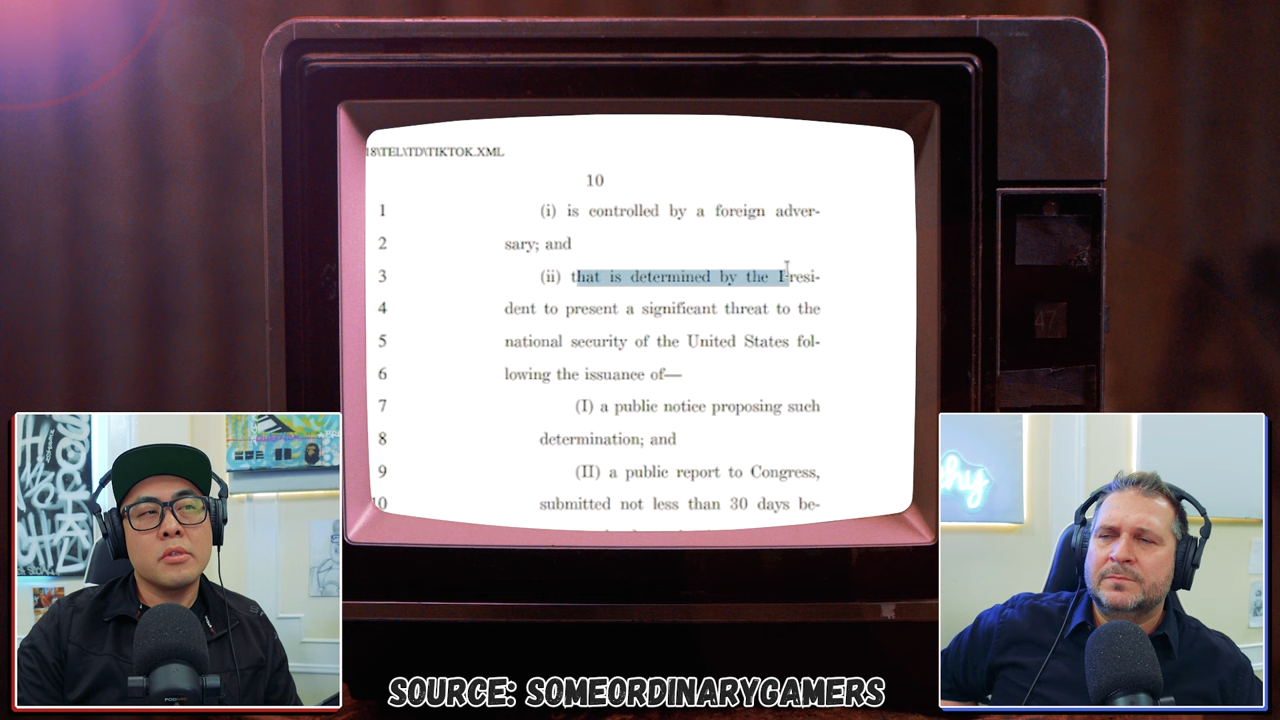 18\TEL\TD\TIKTOK.XML
10
1 (i) is controlled by a foreign adver-
2 sary; and
3 (ii) that is determined by the Presi-
4 dent to present a significant threat to the
5 national security of the United States fol-
6 lowing the issuance of—
7 (I) a public notice proposing such
8 determination; and
9 (II) a public report to Congress,
10 submitted not less than 30 days be-
47
hy
SOURCE: SOMEORDINARYGAMERS